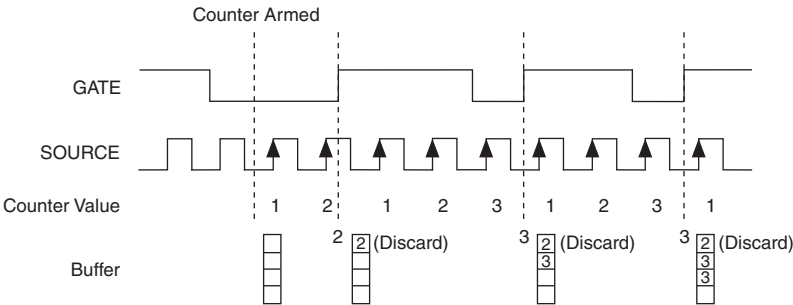 Counter Armed
GATE
SOURCE
Counter Value 1 2 1 2 3 1 2 3 1
2 2 (Discard) 3 2 (Discard) 3 2 (Discard)
3 3
Buffer 3